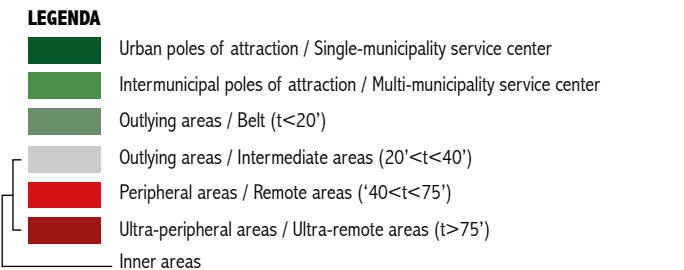 LEGENDA
Urban poles of attraction / Single-municipality service center
Intermunicipal poles of attraction / Multi-municipality service center
Outlying areas / Belt (t<20’)
Outlying areas / Intermediate areas (20’<t<40’)
Peripheral areas / Remote areas (‘40<t<75’)
Ultra-peripheral areas / Ultra-remote areas (t>75’)
Inner areas